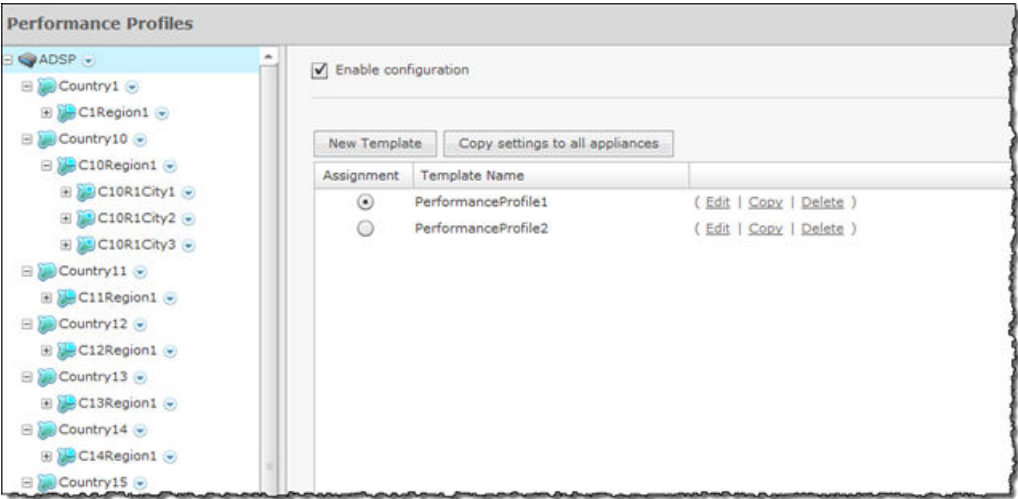 Performance Profiles
ADSP
Country1
C1Region1
Country10
C10Region1
C10R1City1
C10R1City2
C10R1City3
Country11
C11Region1
Country12
C12Region1
Country13
C13Region1
Country14
C14Region1
Country15
Enable configuration
New Template Copy settings to all appliances
Assignment Template Name
PerformanceProfile1 ( Edit | Copy | Delete )
PerformanceProfile2 ( Edit | Copy | Delete )